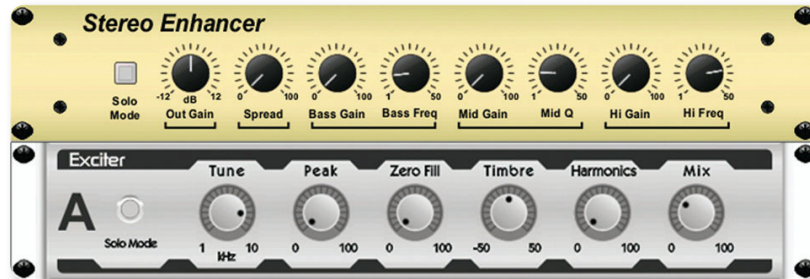 Stereo Enhancer
Solo Mode
-12 dB 12 0 100 0 100 1 50 0 100 1 50 0 100 1 50
Out Gain Spread Bass Gain Bass Freq Mid Gain Mid Q Hi Gain Hi Freq
Exciter
Tune Peak Zero Fill Timbre Harmonics Mix
A
Solo Mode
1 kHz 10 0 100 0 100 -50 50 0 100 0 100